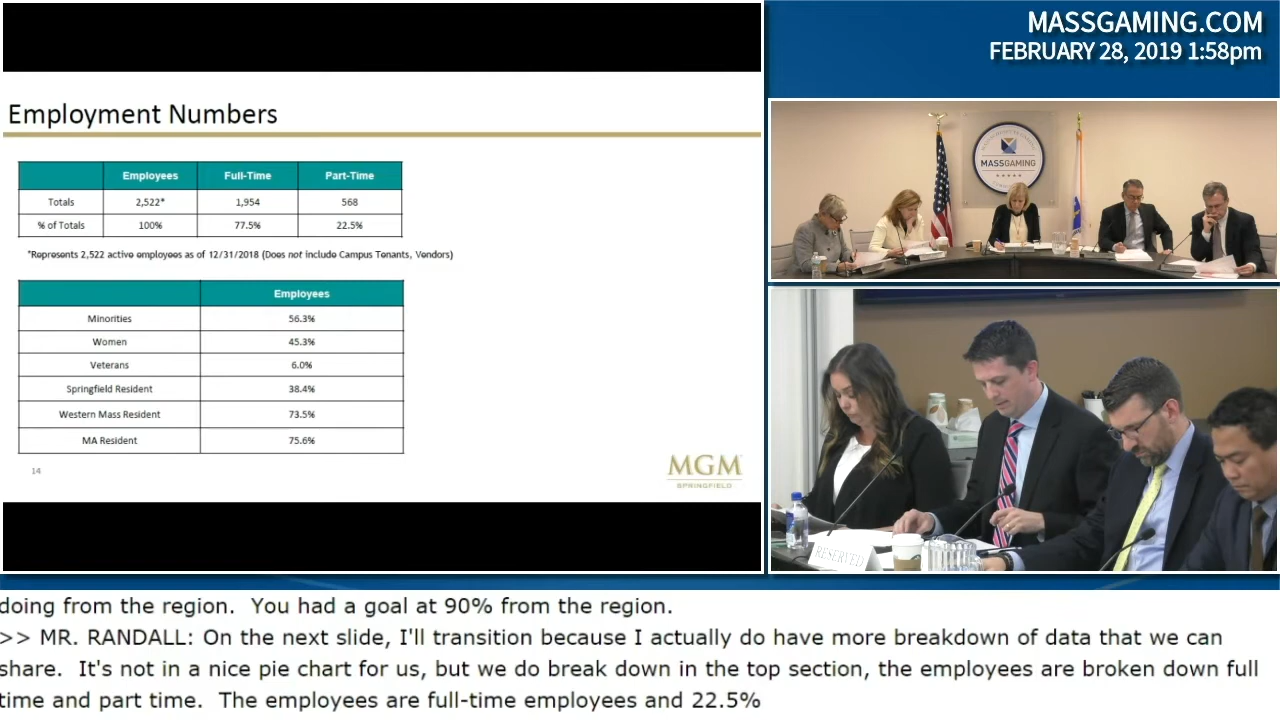 MASSGAMING.COM
FEBRUARY 28, 2019 1:58pm
Employment Numbers
Employees Full-Time Part-Time
Totals 2,522* 1,954 568
% of Totals 100% 77.5% 22.5%
*Represents 2,522 active employees as of 12/31/2018 (Does not include Campus Tenants, Vendors)
Employees
Minorities 56.3%
Women 45.3%
Veterans 6.0%
Springfield Resident 38.4%
Western Mass Resident 73.5%
MA Resident 75.6%
14
MGM
SPRINGFIELD
MASSGAMING
RESERVED
doing from the region. You had a goal at 90% from the region.
>> MR. RANDALL: On the next slide, I'll transition because I actually do have more breakdown of data that we can
share. It's not in a nice pie chart for us, but we do break down in the top section, the employees are broken down full
time and part time. The employees are full-time employees and 22.5%